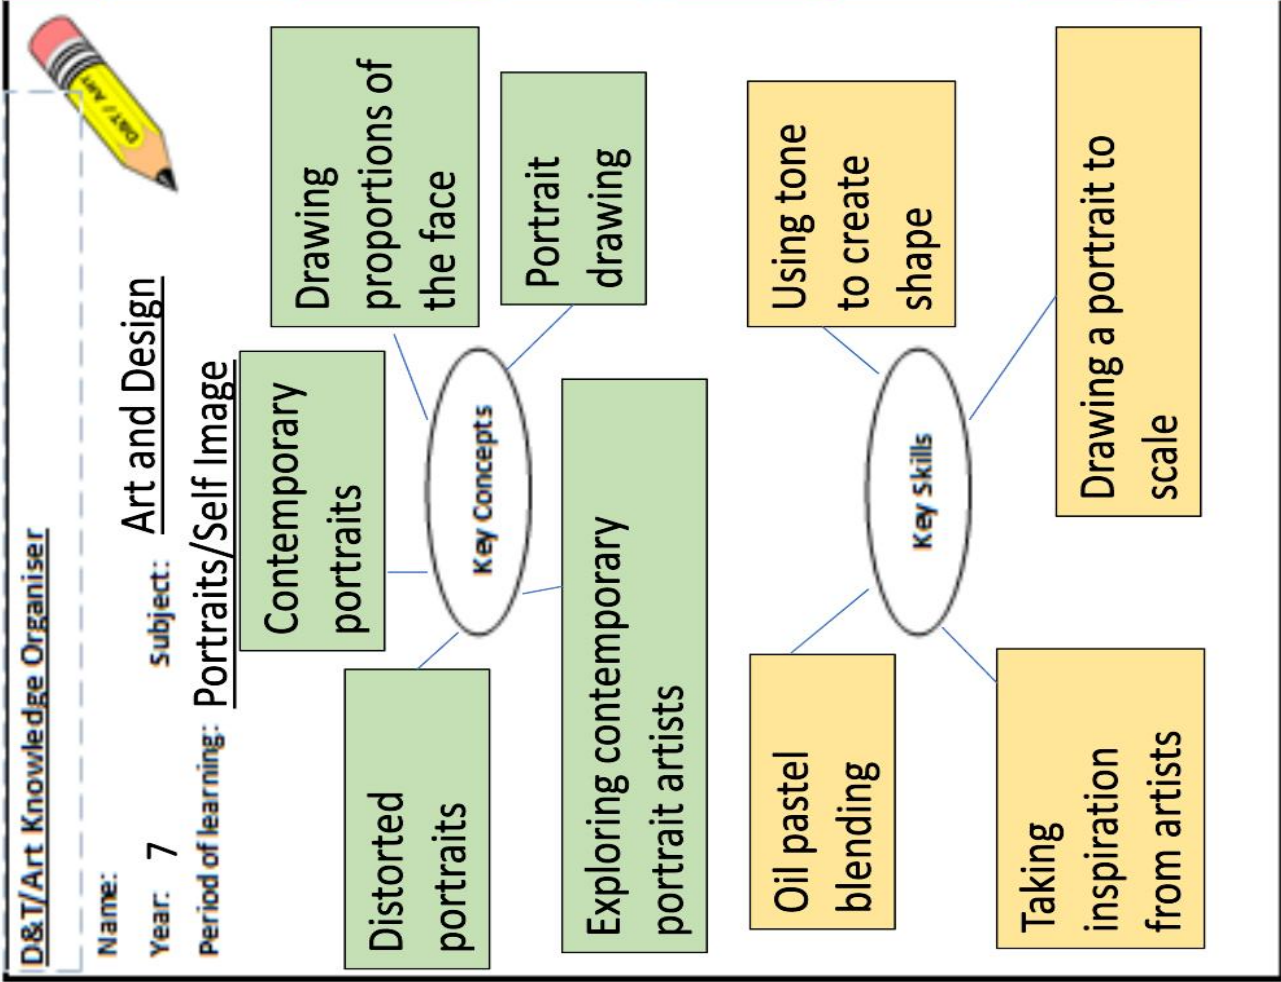 D&T/Art Knowledge Organiser
D&T / ART
Name:
Year: 7 Subject: Art and Design
Period of learning: Portraits/Self Image
Contemporary
portraits
Distorted
portraits
Drawing
proportions of
the face
Key Concepts
Portrait
drawing
Exploring contemporary
portrait artists
Oil pastel
blending
Using tone
to create
shape
Key Skills
Taking
inspiration
from artists
Drawing a portrait to
scale